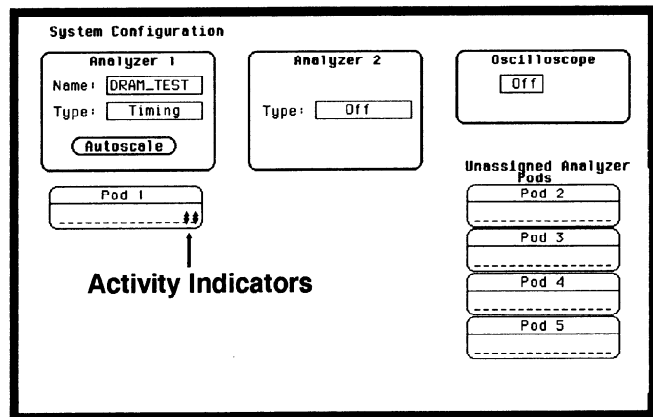 System Configuration
Analyzer 1
Name: DRAM_TEST
Type: Timing
Autoscale
Analyzer 2
Type: Off
Oscilloscope
Off
Pod 1
Activity Indicators
Unassigned Analyzer
Pods
Pod 2
Pod 3
Pod 4
Pod 5